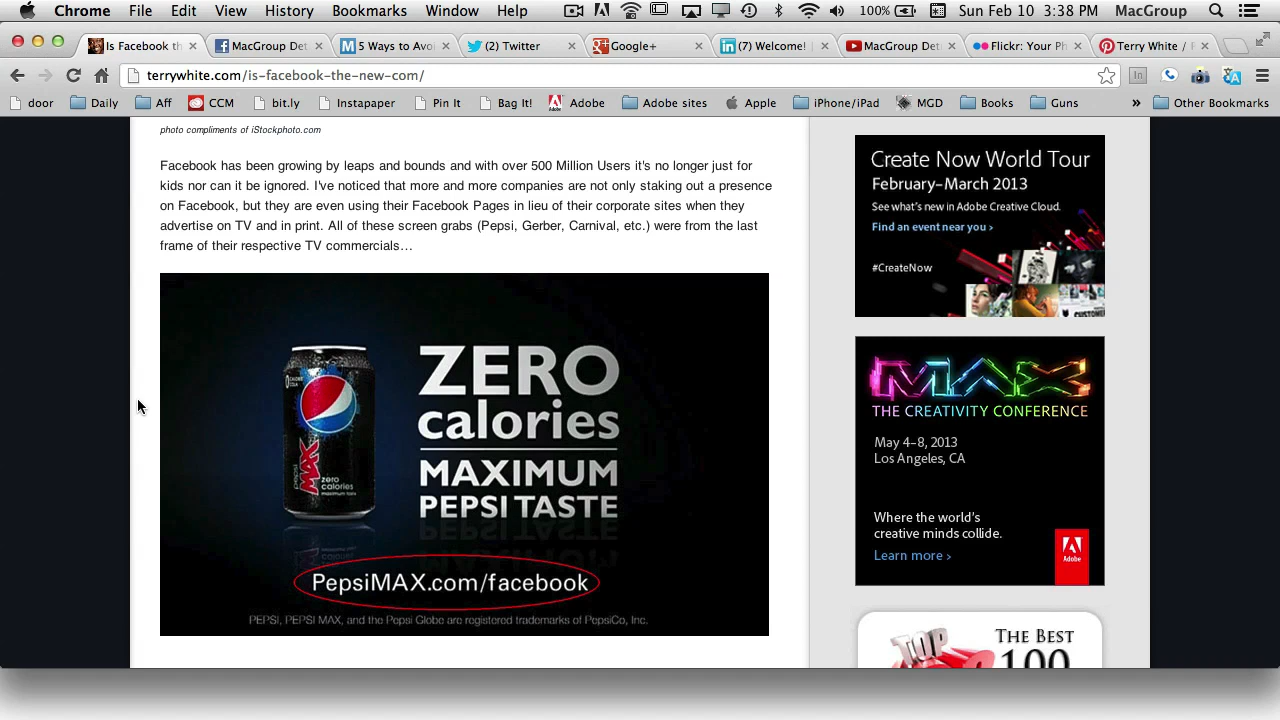 Chrome File Edit View History Bookmarks Window Help 100% Sun Feb 10 3:38 PM MacGroup
Is Facebook th MacGroup Det 5 Ways to Avo (2) Twitter Google+ (7) Welcome! MacGroup Det Flickr: Your Ph Terry White / F
terrywhite.com/is-facebook-the-new-com/
door Daily Aff CCM bit.ly Instapaper Pin It Bag It! Adobe Adobe sites Apple iPhone/iPad MGD Books Guns » Other Bookmarks
photo compliments of iStockphoto.com
Facebook has been growing by leaps and bounds and with over 500 Million Users it's no longer just for
kids nor can it be ignored. I've noticed that more and more companies are not only staking out a presence
on Facebook, but they are even using their Facebook Pages in lieu of their corporate sites when they
advertise on TV and in print. All of these screen grabs (Pepsi, Gerber, Carnival, etc.) were from the last
frame of their respective TV commercials…
pepsi MAX
zero
calories
maximum taste
ZERO
calories
MAXIMUM
PEPSI TASTE
PepsiMAX.com/facebook
PEPSI, PEPSI MAX, and the Pepsi Globe are registered trademarks of PepsiCo, Inc.
Create Now World Tour
February–March 2013
See what's new in Adobe Creative Cloud.
Find an event near you ›
#CreateNow
MAX
THE CREATIVITY CONFERENCE
May 4–8, 2013
Los Angeles, CA
Where the world's
creative minds collide.
Learn more ›
Adobe
TOP
THE BEST
100